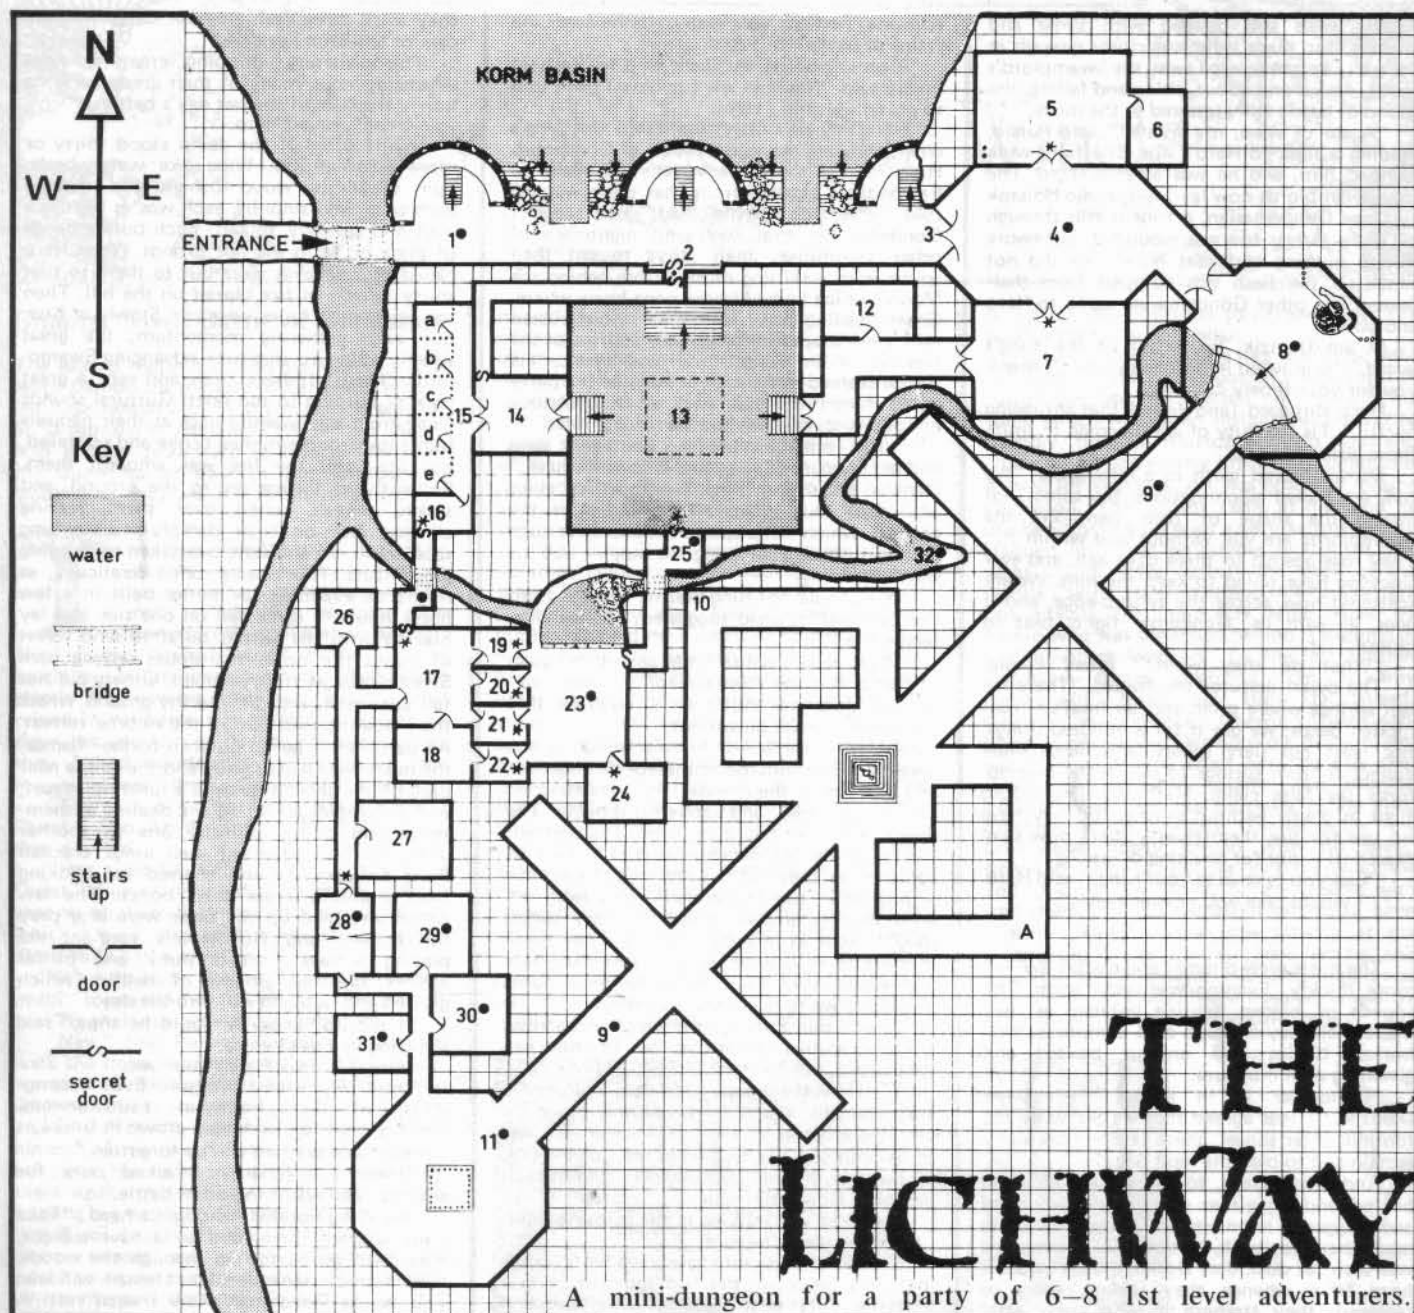 N
W E
S
KORM BASIN
ENTRANCE
Key
water
bridge
stairs
up
door
secret
door
1
2
S
3
4
5
6
7
8
9
10
11
12
13
14
15
S
a
b
c
d
e
16
S
17
S
18
19
20
21
22
23
S
24
25
S
26
27
28
29
30
31
32
9
A
THE
LICHWAY
A mini-dungeon for a party of 6–8 1st level adventurers.